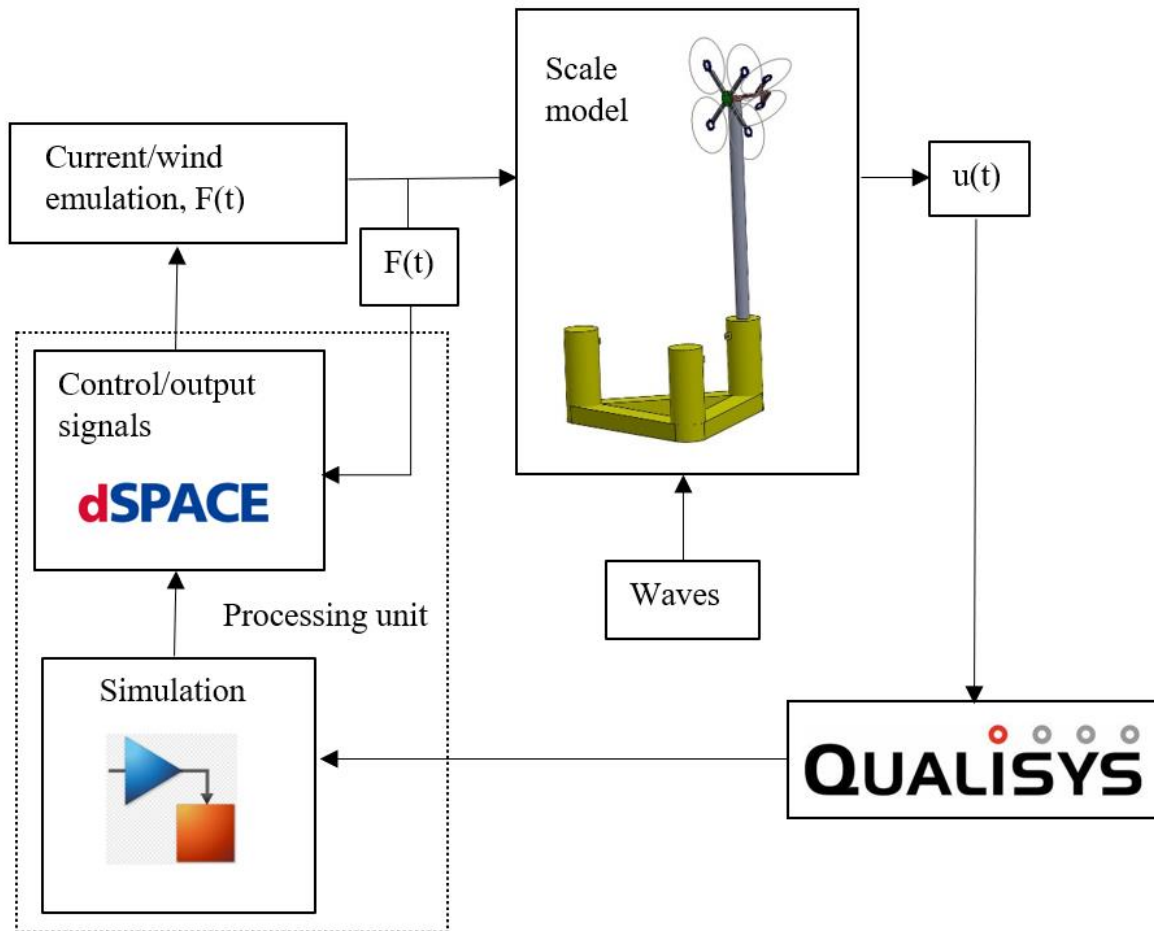 Scale
model
Current/wind
emulation, F(t)
u(t)
F(t)
Control/output
signals
dSPACE
Waves
Processing unit
Simulation
QUALISYS